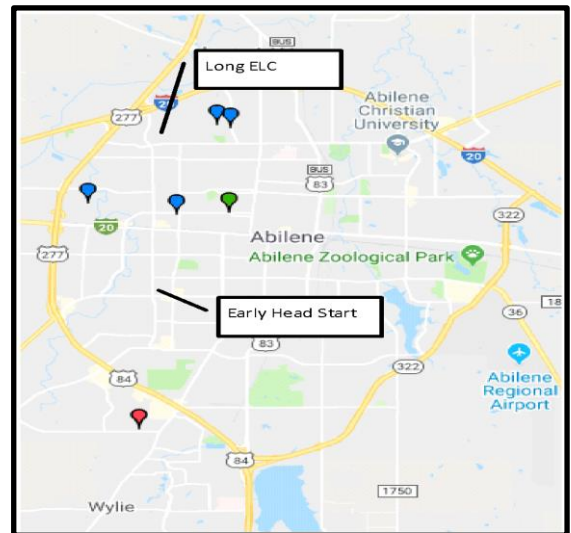 BUS
Long ELC
20
277
Abilene
Christian
University
20
BUS
83
322
20
Abilene
Abilene Zoological Park
277
18
Early Head Start
36
83
322
84
Abilene
Regional
Airport
84
1750
Wylie